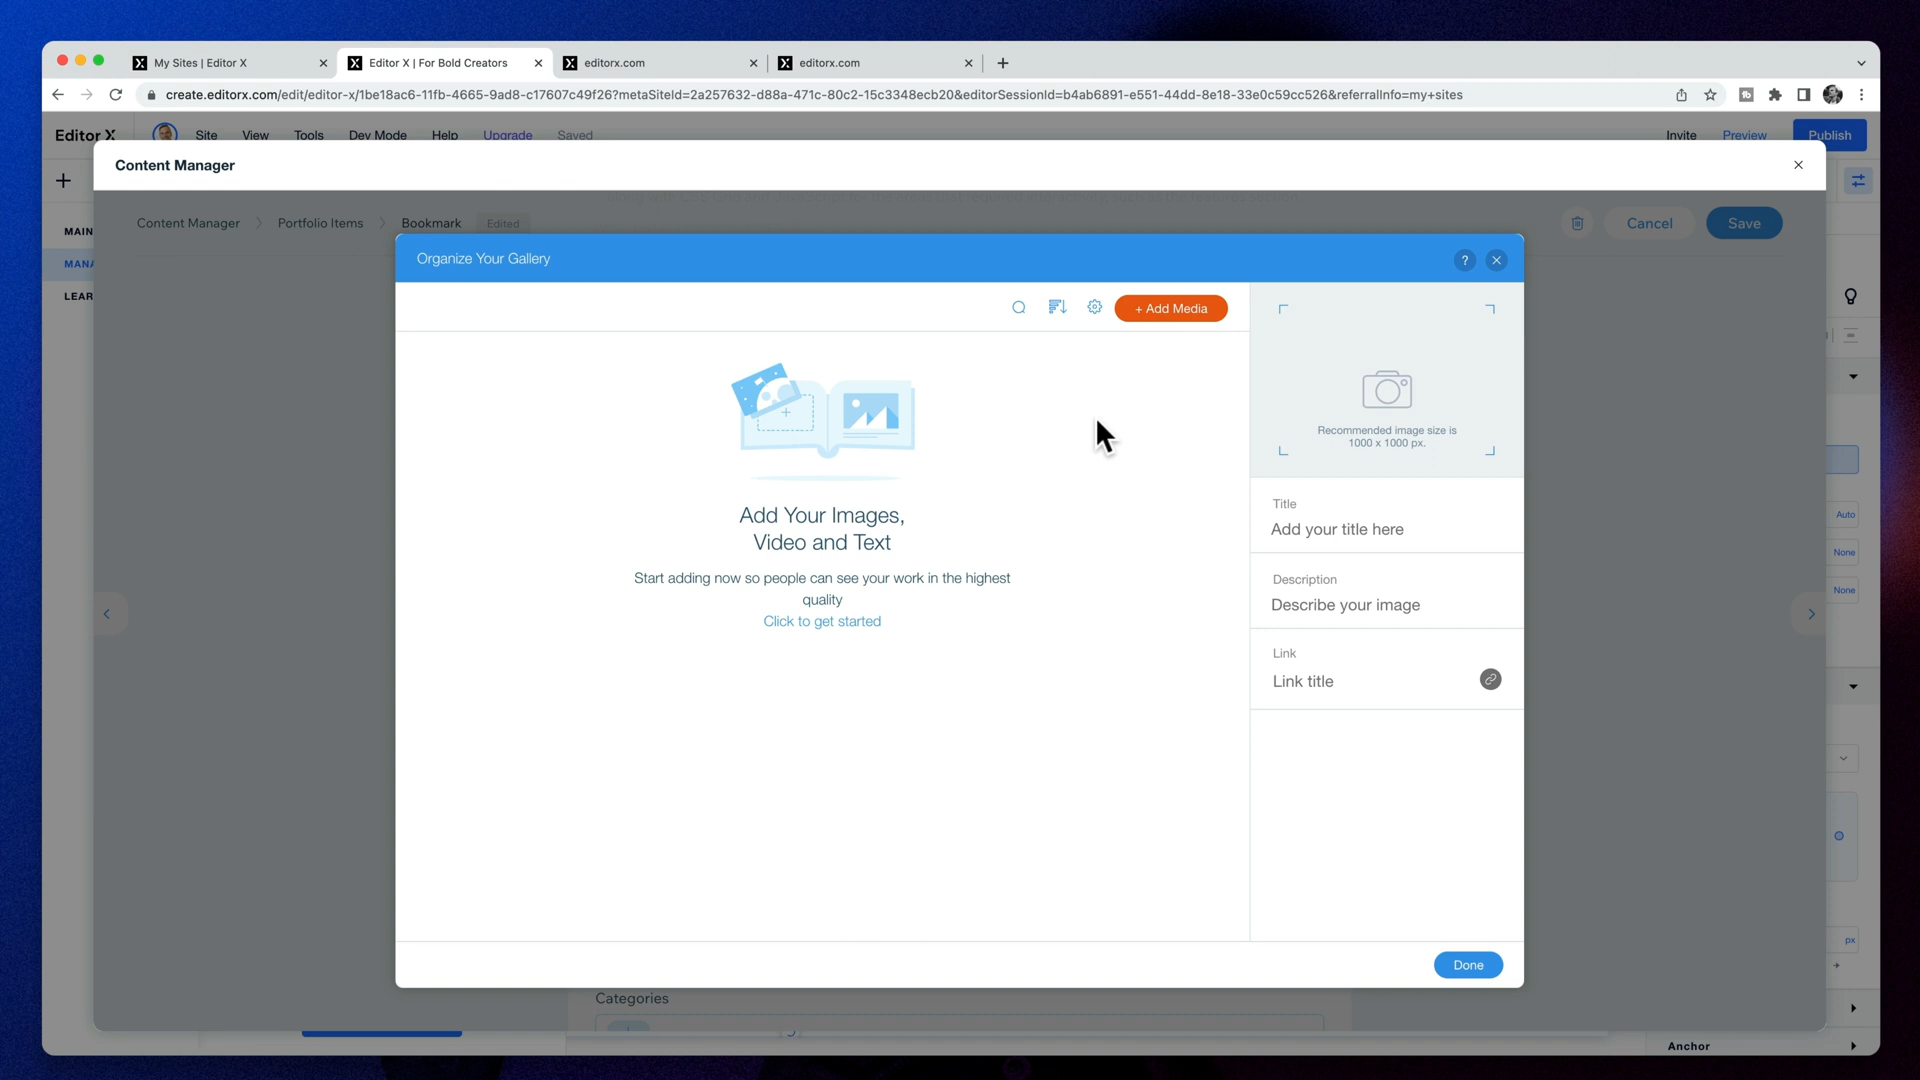 My Sites | Editor X
Editor X | For Bold Creators
editorx.com
editorx.com
create.editorx.com/edit/editor-x/1be18ac6-11fb-4665-9ad8-c17607c49f26?metaSiteId=2a257632-d88a-471c-80c2-15c3348ecb20&editorSessionId=b4ab6891-e551-44dd-8e18-33e0c59cc526&referralInfo=my+sites
Editor X
Site
View
Tools
Dev Mode
Help
Upgrade
Saved
Invite
Preview
Publish
Content Manager
MAIN
MANA
LEAR
Content Manager
Portfolio Items
Bookmark
Edited
Cancel
Save
Organize Your Gallery
?
+ Add Media
Add Your Images,
Video and Text
Start adding now so people can see your work in the highest
quality
Click to get started
Recommended image size is
1000 x 1000 px.
Title
Add your title here
Description
Describe your image
Link
Link title
Done
Auto
None
None
px
Categories
Anchor